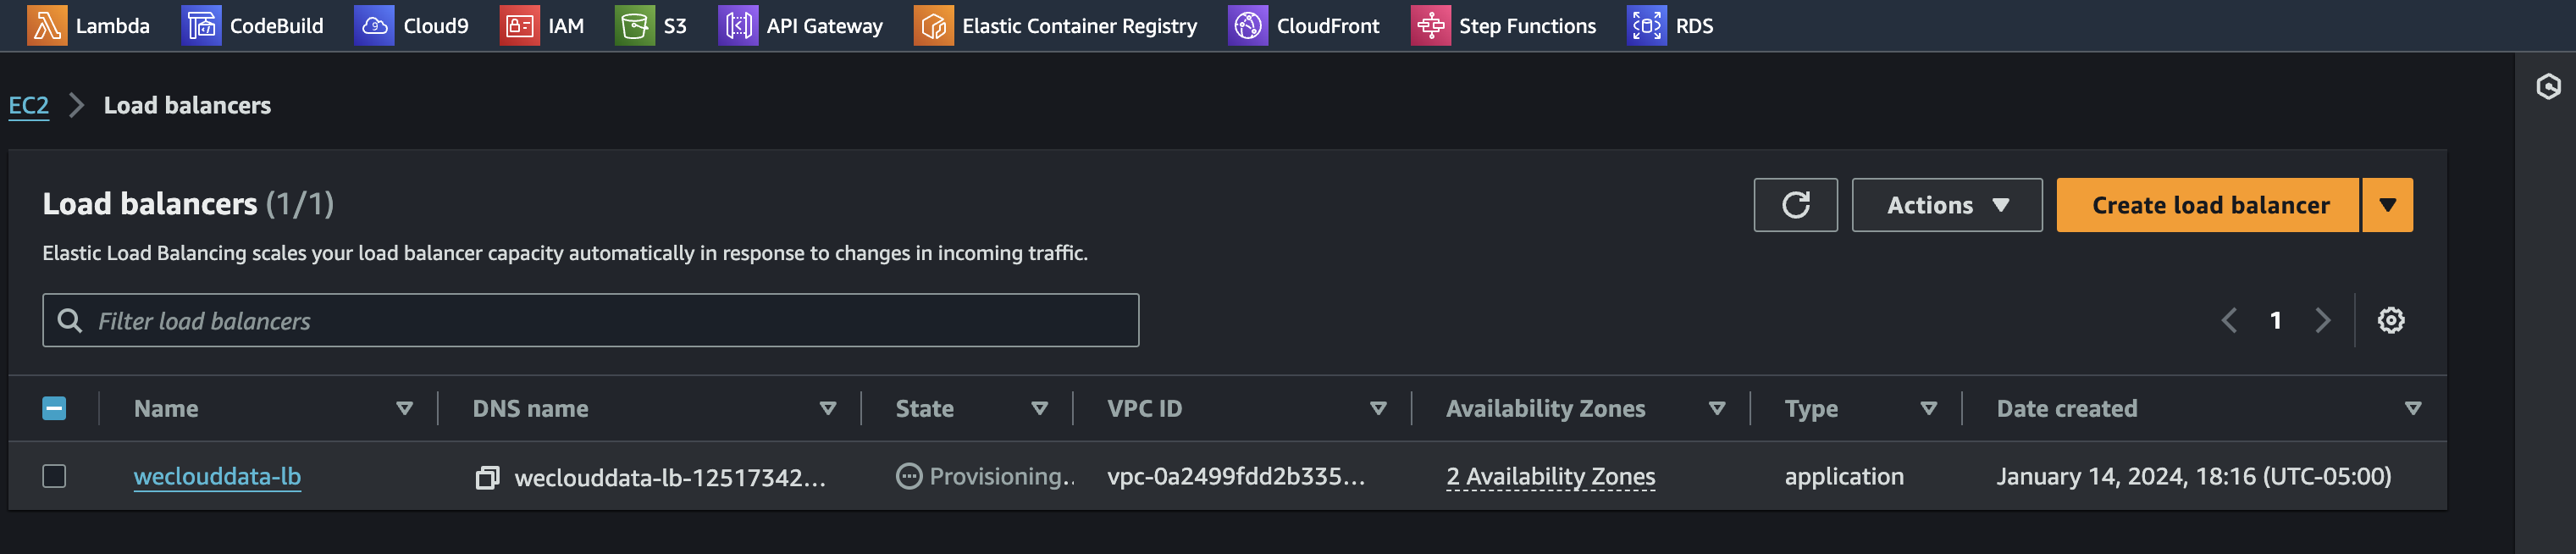 Lambda CodeBuild Cloud9 IAM S3 API Gateway Elastic Container Registry CloudFront Step Functions RDS
EC2 Load balancers
Load balancers (1/1) Actions Create load balancer
Elastic Load Balancing scales your load balancer capacity automatically in response to changes in incoming traffic.
Filter load balancers 1
Name DNS name State VPC ID Availability Zones Type Date created
weclouddata-lb weclouddata-lb-12517342... Provisioning.. vpc-0a2499fdd2b335... 2 Availability Zones application January 14, 2024, 18:16 (UTC-05:00)